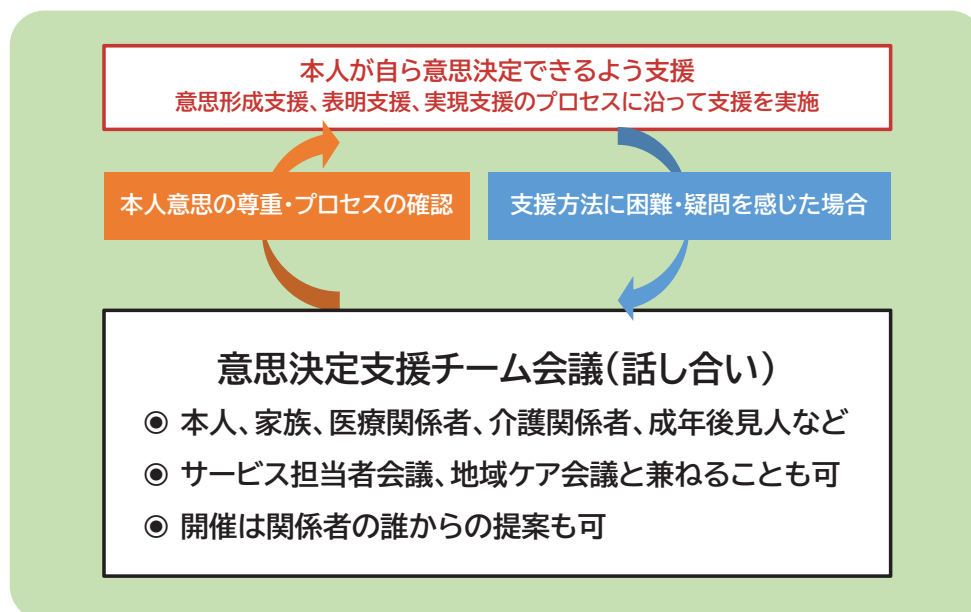 本人が自ら意思決定できるよう支援
意思形成支援、表明支援、実現支援のプロセスに沿って支援を実施
本人意思の尊重・プロセスの確認
支援方法に困難・疑問を感じた場合
意思決定支援チーム会議（話し合い）
◉ 本人、家族、医療関係者、介護関係者、成年後見人など
◉ サービス担当者会議、地域ケア会議と兼ねることも可
◉ 開催は関係者の誰からの提案も可